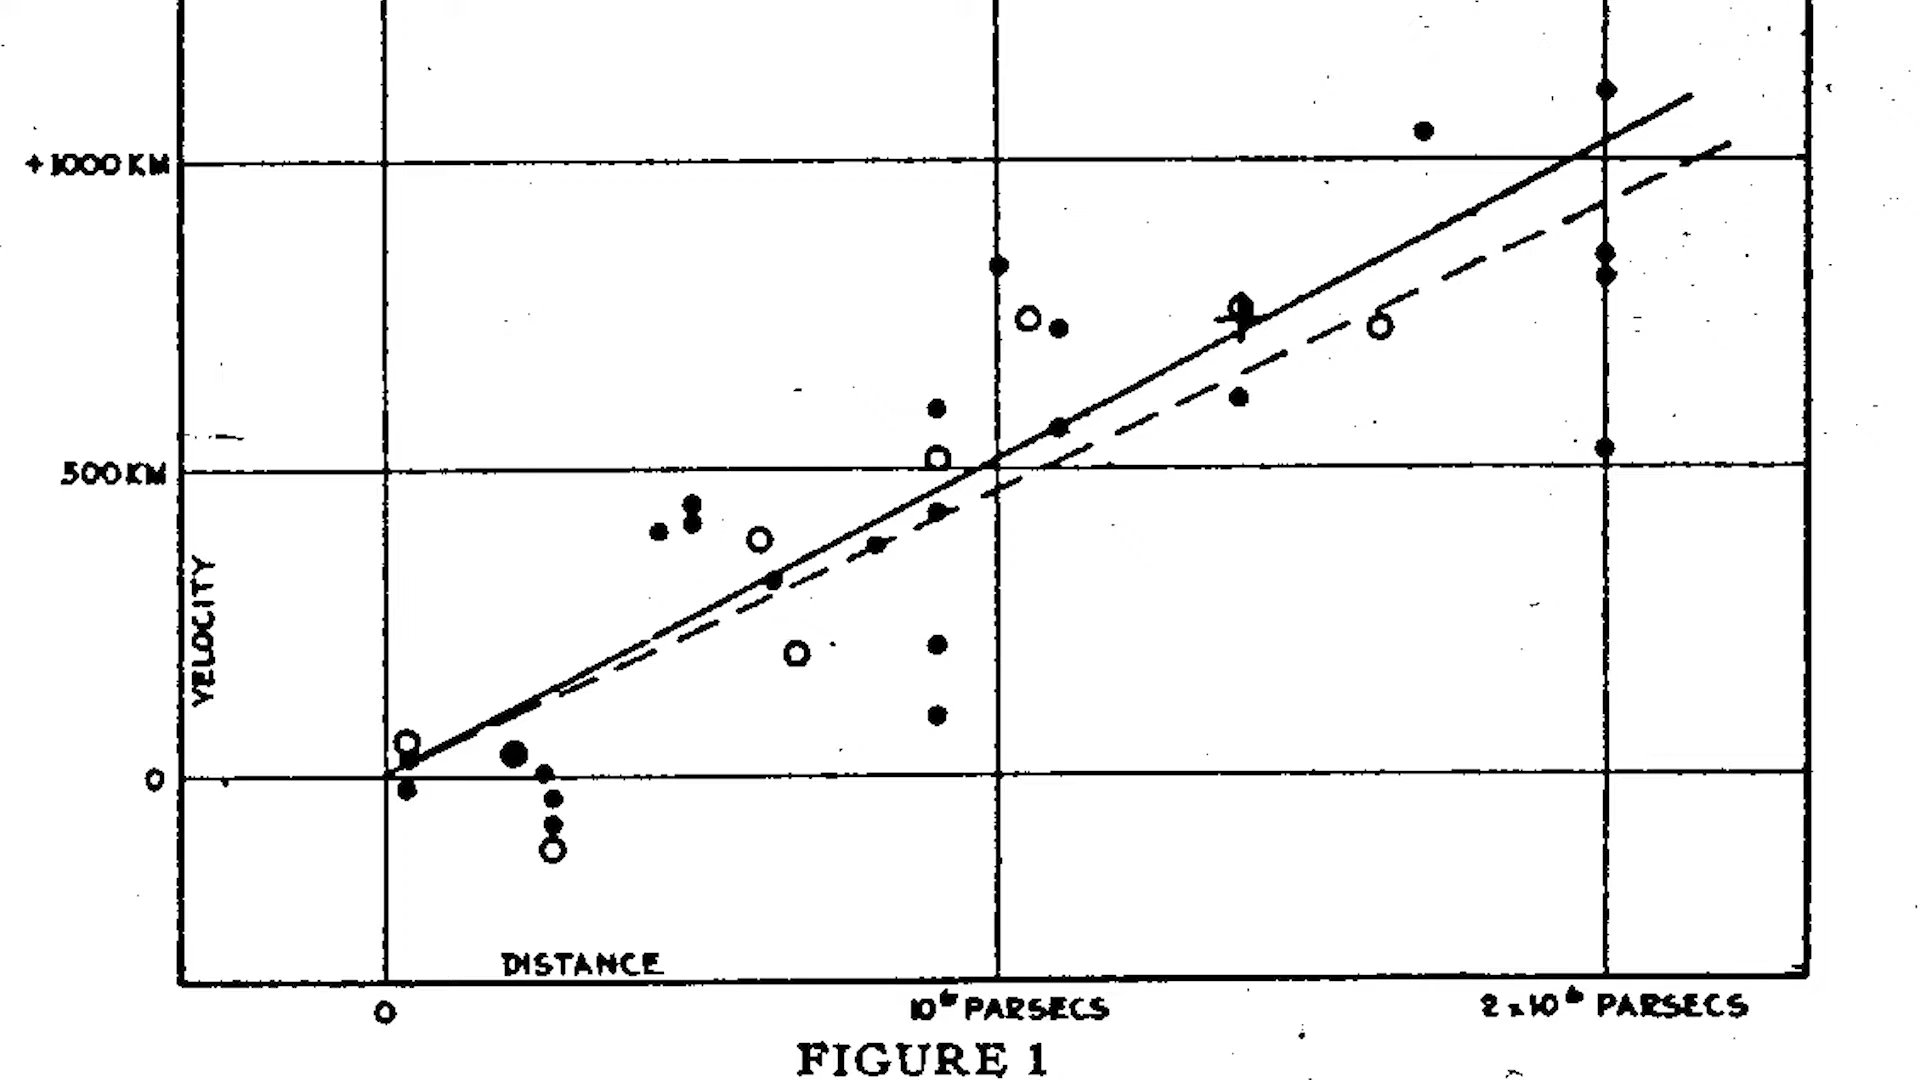 +1000 KM
500 KM
VELOCITY
0
DISTANCE
0
10⁶ PARSECS
2 x 10⁶ PARSECS
FIGURE 1